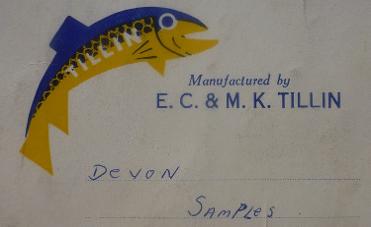 TILLIN
Manufactured by
E. C. & M. K. TILLIN
DEVON
SAMPLES